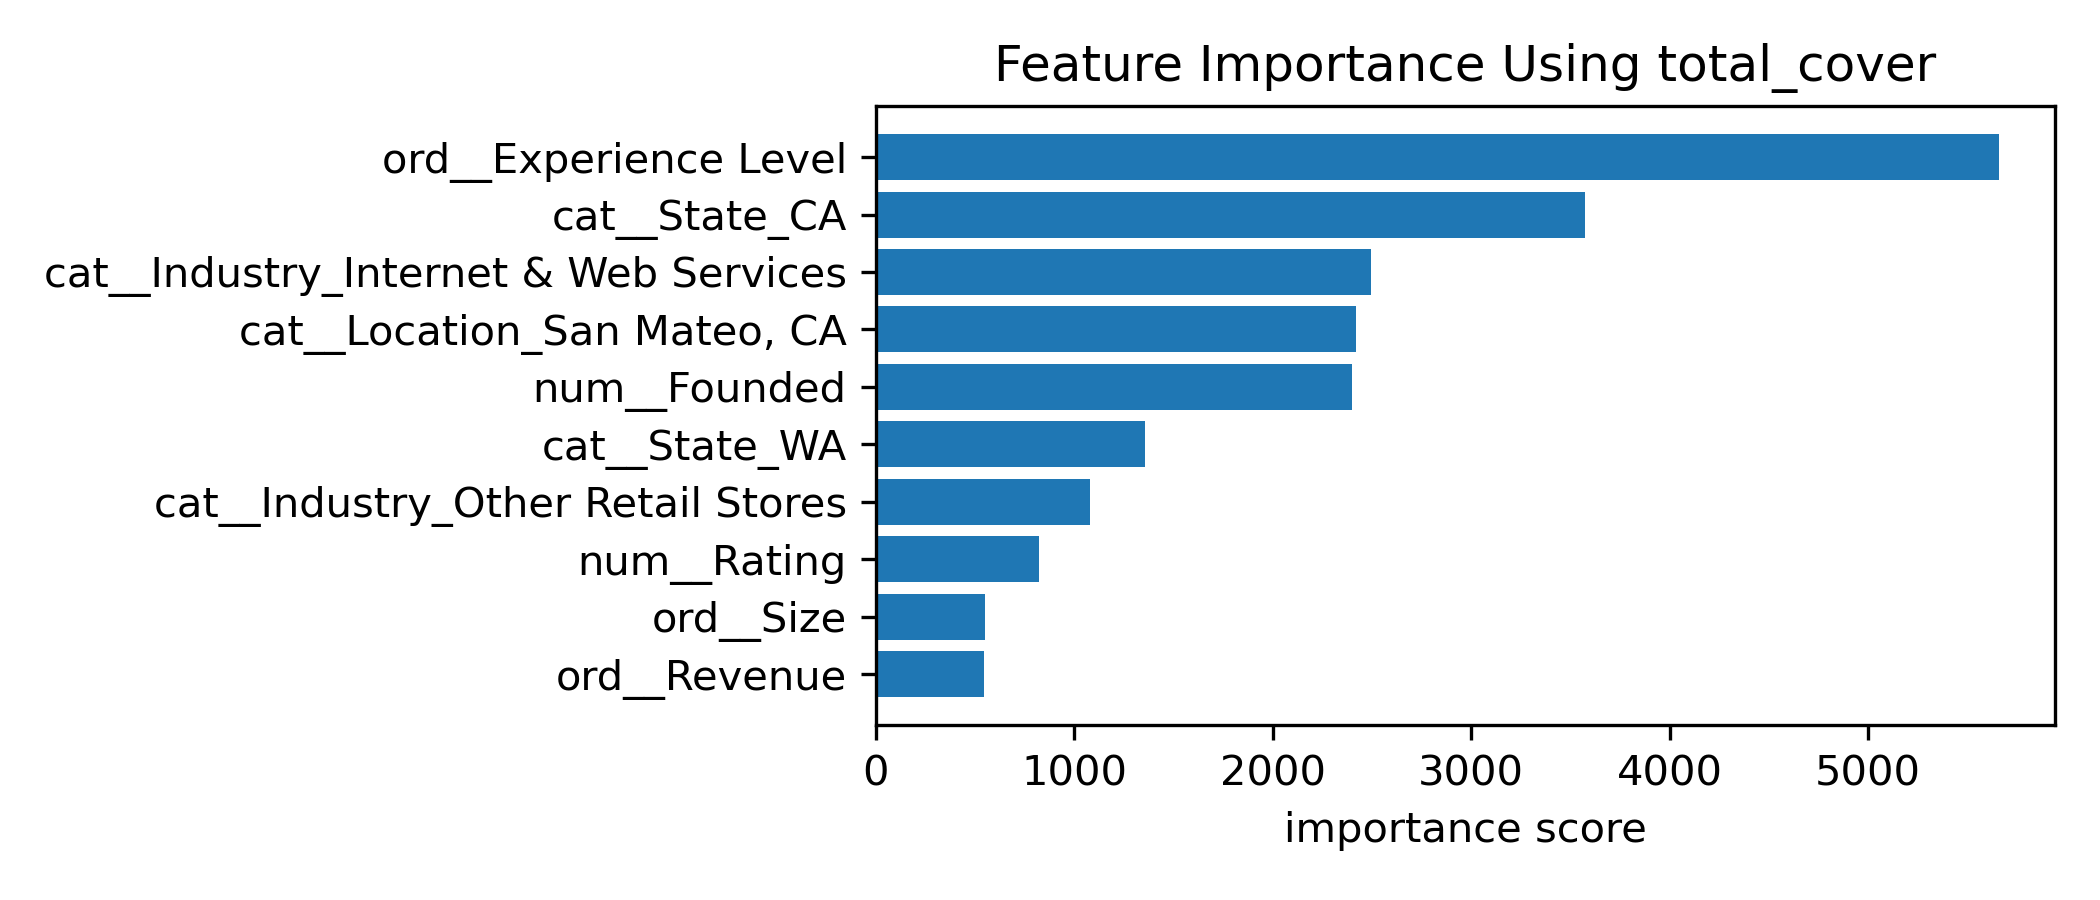 Feature Importance Using total_cover
ord__Experience Level
cat__State_CA
cat__Industry_Internet & Web Services
cat__Location_San Mateo, CA
num__Founded
cat__State_WA
cat__Industry_Other Retail Stores
num__Rating
ord__Size
ord__Revenue
0 1000 2000 3000 4000 5000
importance score